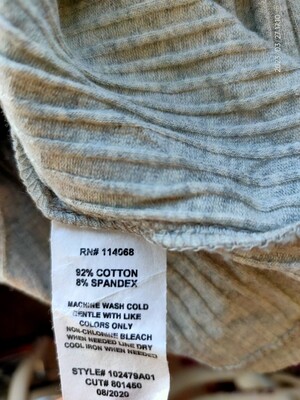 RN# 114068
92% COTTON
8% SPANDEX
MACHINE WASH COLD
GENTLE WITH LIKE
COLORS ONLY
NON-CHLORINE BLEACH
WHEN NEEDED LINE DRY
COOL IRON WHEN NEEDED
STYLE# 102479A01
CUT# 801450
08/2020